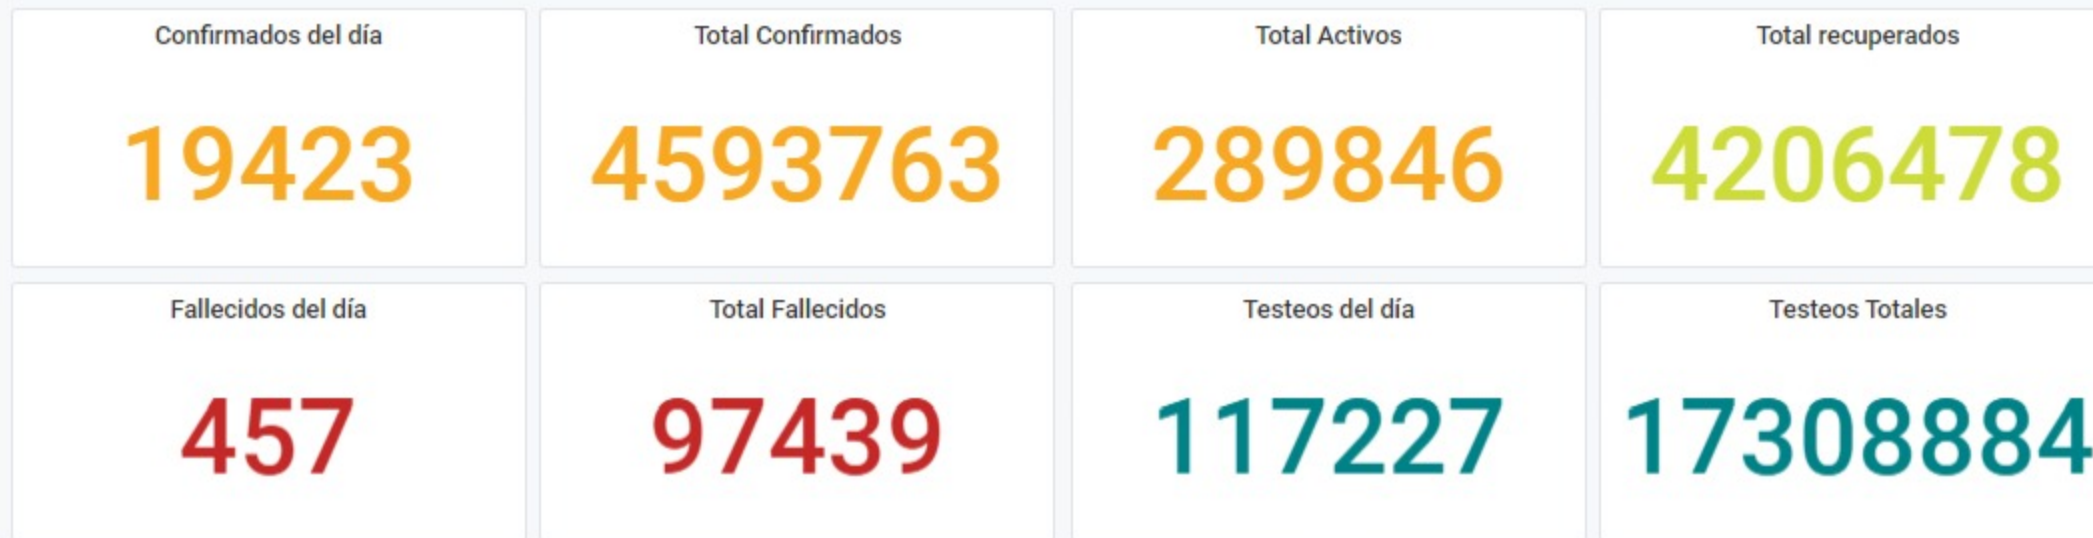 Confirmados del día
19423
Total Confirmados
4593763
Total Activos
289846
Total recuperados
4206478
Fallecidos del día
457
Total Fallecidos
97439
Testeos del día
117227
Testeos Totales
17308884